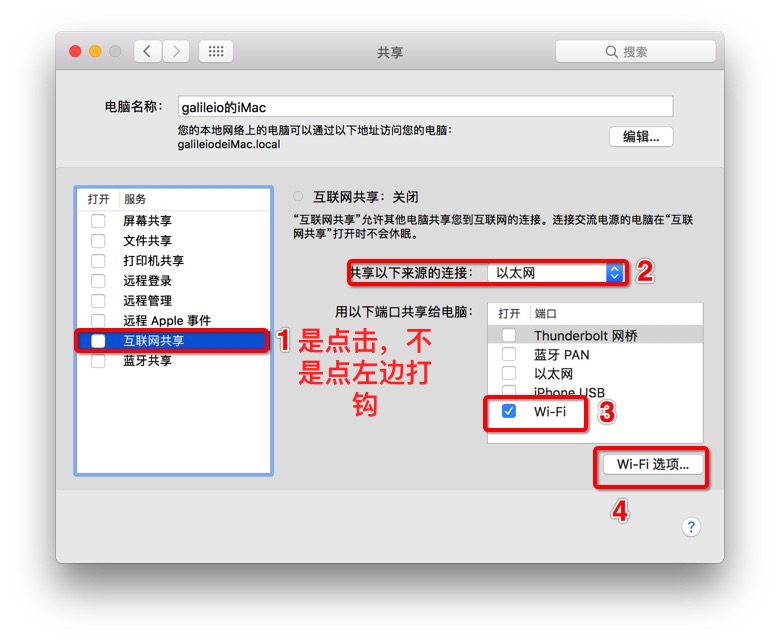 共享
搜索
电脑名称：
galileio的iMac
您的本地网络上的电脑可以通过以下地址访问您的电脑：
galileiodeiMac.local
编辑...
打开 服务
屏幕共享
文件共享
打印机共享
远程登录
远程管理
远程 Apple 事件
互联网共享
蓝牙共享
互联网共享：关闭
“互联网共享”允许其他电脑共享您到互联网的连接。连接交流电源的电脑在“互联
网共享”打开时不会休眠。
共享以下来源的连接：
以太网
2
用以下端口共享给电脑：
打开 端口
Thunderbolt 网桥
蓝牙 PAN
以太网
iPhone USB
Wi-Fi
3
1
是点击，不
是点左边打
钩
Wi-Fi 选项...
4
?